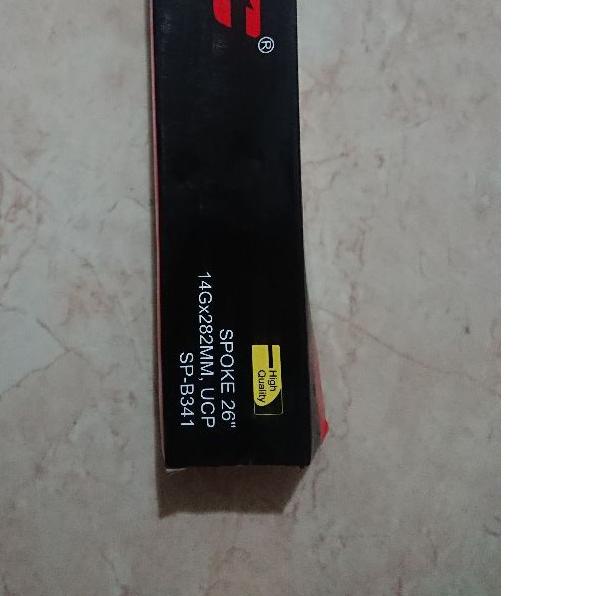 ®
High
Quality
SPOKE 26"
14Gx282MM, UCP
SP-B341